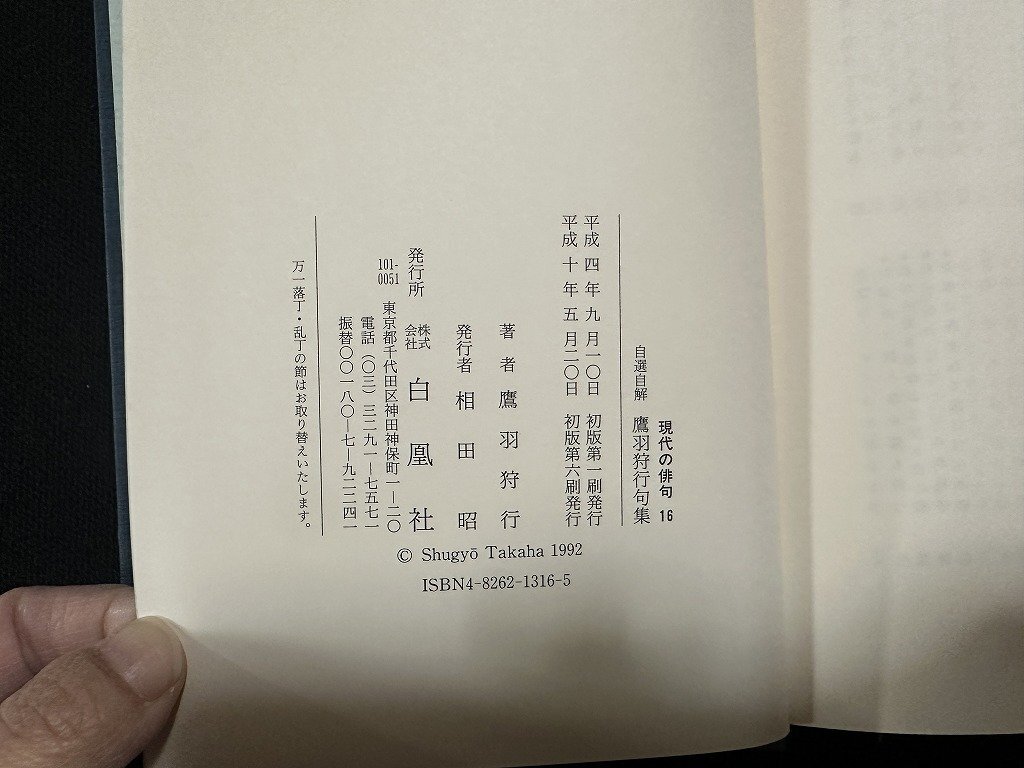 現代の俳句 16
自選自解 鷹羽狩行句集
平成四年九月一〇日 初版第一刷発行
平成十年五月二〇日 初版第六刷発行
著者 鷹羽狩行
発行者 相田昭
発行所 株式会社 白凰社
101-0051 東京都千代田区神田神保町一ー二〇
電話(〇三)三二九一ー七五七一
振替〇〇一八〇ー七ー九二二四一
万一落丁・乱丁の節はお取り替えいたします。
© Shugyō Takaha 1992
ISBN4-8262-1316-5